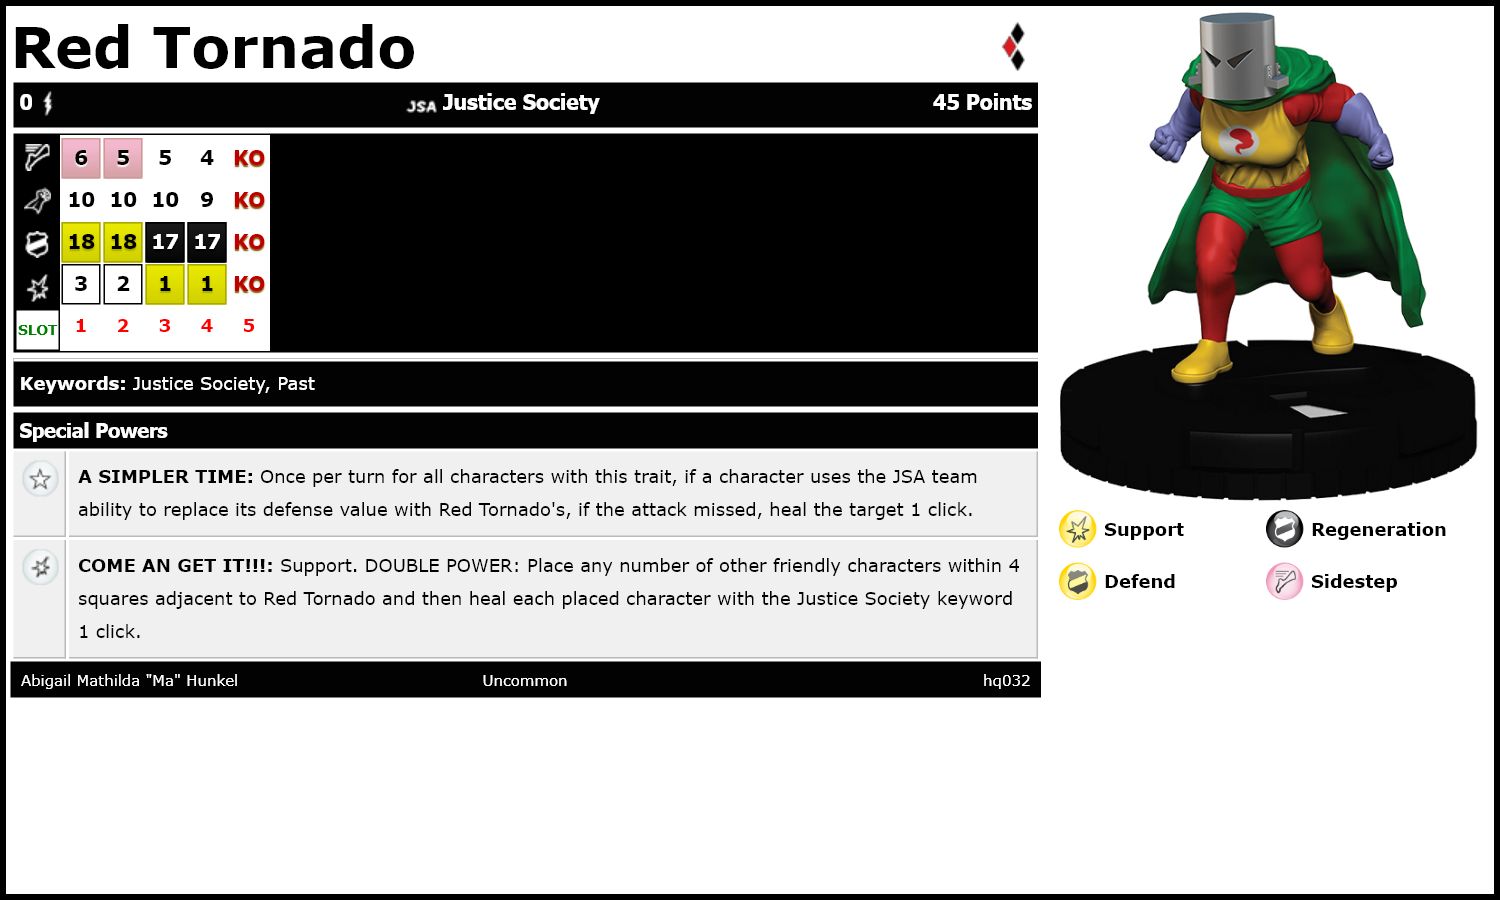 Red Tornado
0 JSA Justice Society 45 Points
6 5 5 4 KO
10 10 10 9 KO
18 18 17 17 KO
3 2 1 1 KO
SLOT 1 2 3 4 5
Keywords: Justice Society, Past
Special Powers
A SIMPLER TIME: Once per turn for all characters with this trait, if a character uses the JSA team
ability to replace its defense value with Red Tornado's, if the attack missed, heal the target 1 click.
COME AN GET IT!!!: Support. DOUBLE POWER: Place any number of other friendly characters within 4
squares adjacent to Red Tornado and then heal each placed character with the Justice Society keyword
1 click.
Abigail Mathilda "Ma" Hunkel Uncommon hq032
Support Regeneration
Defend Sidestep